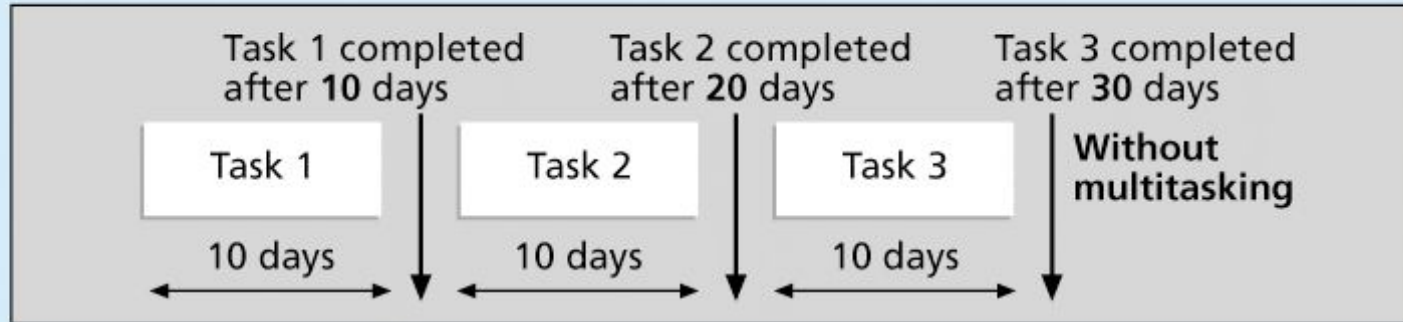 Task 1 completed
after 10 days
Task 2 completed
after 20 days
Task 3 completed
after 30 days
Task 1
Task 2
Task 3
Without
multitasking
10 days
10 days
10 days